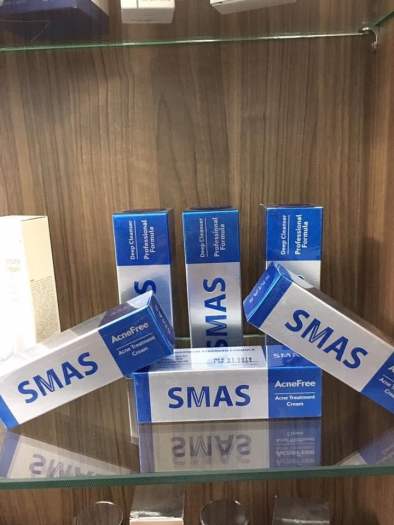 Deep Cleanser
Professional
Formula
Deep Cleanser
Professional
Formula
SMAS
Deep Cleanser
Professional
Formula
SMAS
AcneFree
Acne Treatment
Cream
SMAS
SMAS
SMAS
AcneFree
Acne Treatment
Cream
SMAS